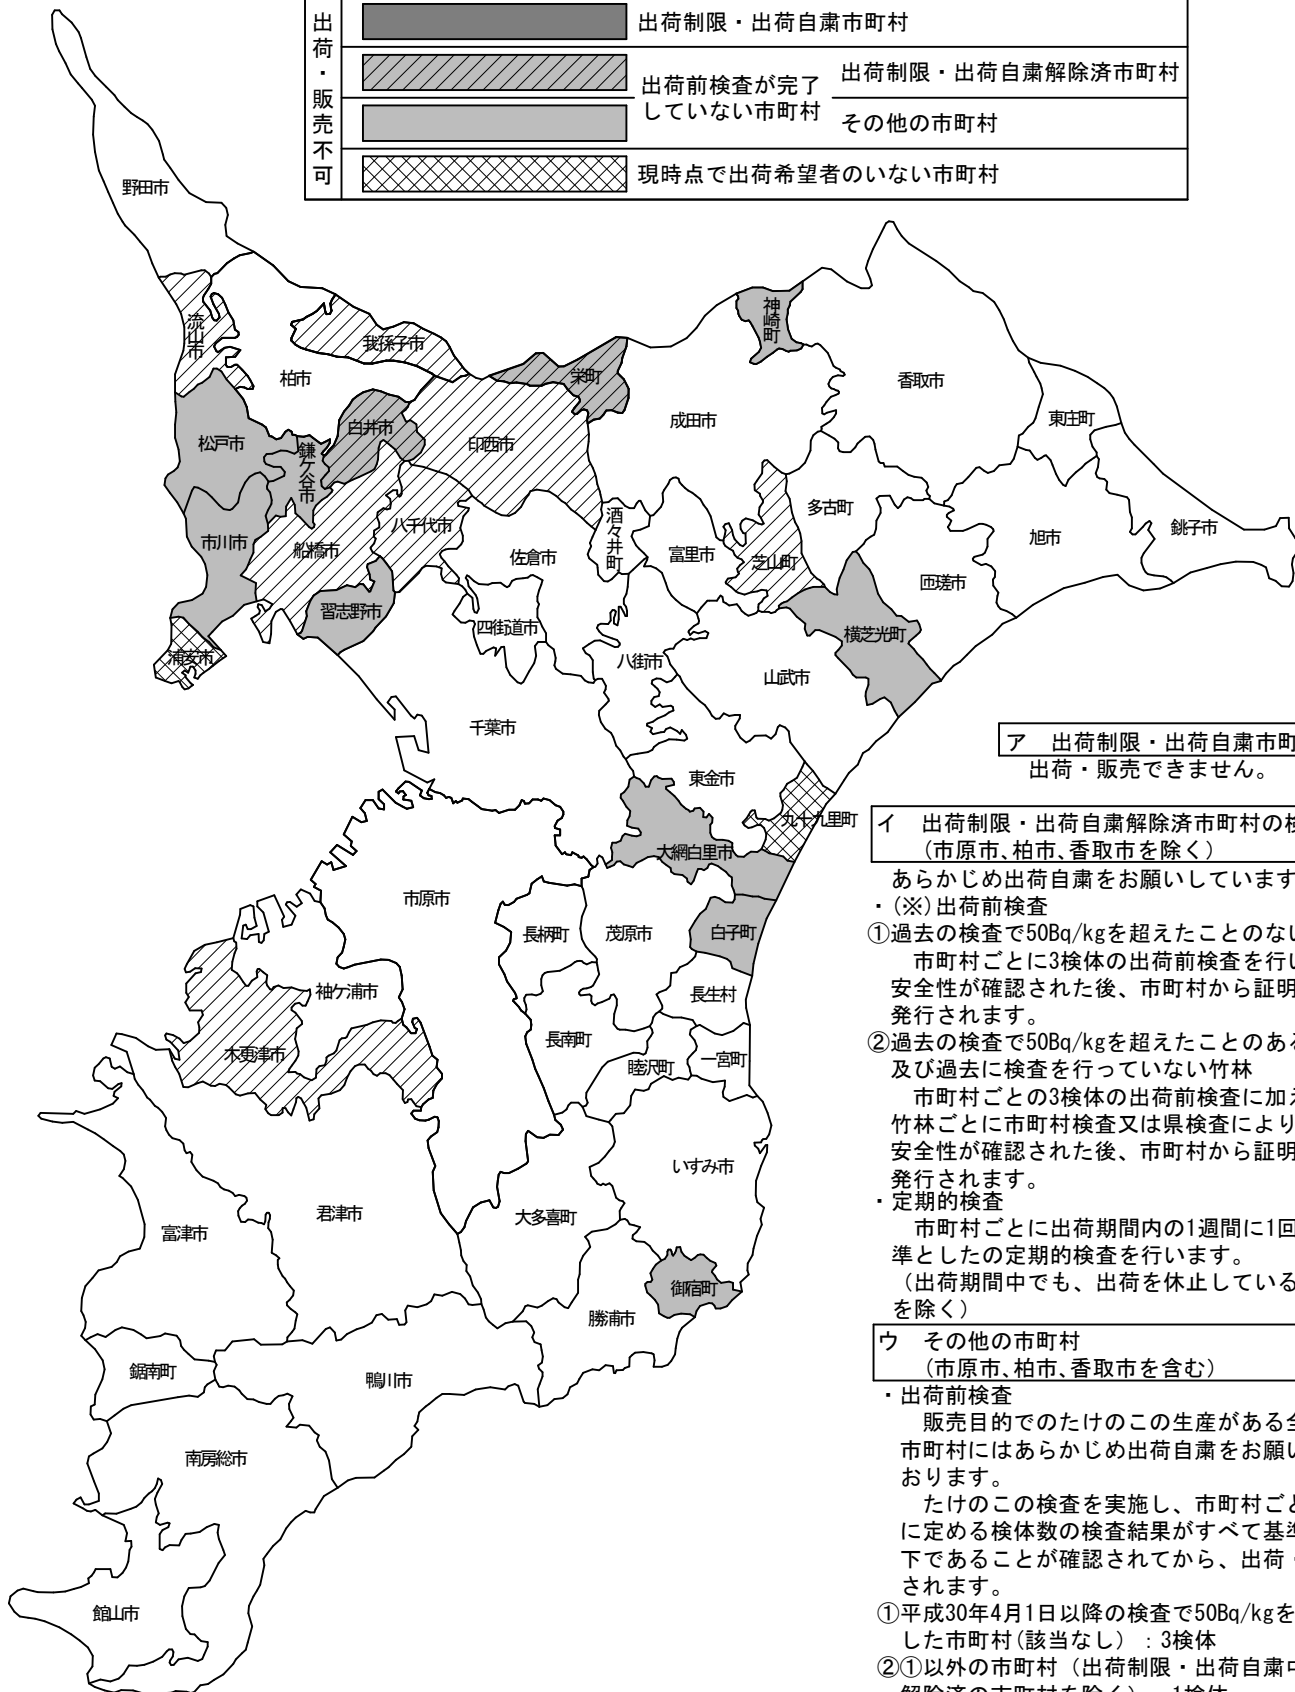 出荷・販売不可
出荷制限・出荷自粛市町村
出荷前検査が完了
していない市町村
出荷制限・出荷自粛解除済市町村
その他の市町村
現時点で出荷希望者のいない市町村
野田市
流山市
我孫子市
柏市
松戸市
鎌ケ谷市
白井市
印西市
栄町
神崎町
成田市
香取市
東庄町
市川市
船橋市
八千代市
佐倉市
酒々井町
富里市
芝山町
多古町
匝瑳市
旭市
銚子市
習志野市
浦安市
四街道市
八街市
山武市
横芝光町
千葉市
東金市
九十九里町
大網白里市
市原市
長柄町
茂原市
白子町
長生村
袖ケ浦市
木更津市
長南町
睦沢町
一宮町
いすみ市
大多喜町
君津市
富津市
御宿町
勝浦市
鋸南町
鴨川市
南房総市
館山市
ア　出荷制限・出荷自粛市町
出荷・販売できません。
イ　出荷制限・出荷自粛解除済市町村の検
(市原市､柏市､香取市を除く)
あらかじめ出荷自粛をお願いしています
・(※)出荷前検査
①過去の検査で50Bq/kgを超えたことのない
市町村ごとに3検体の出荷前検査を行い
安全性が確認された後、市町村から証明
発行されます。
②過去の検査で50Bq/kgを超えたことのある
及び過去に検査を行っていない竹林
市町村ごとの3検体の出荷前検査に加え
竹林ごとに市町村検査又は県検査により
安全性が確認された後、市町村から証明
発行されます。
・定期的検査
市町村ごとに出荷期間内の1週間に1回
準としたの定期的検査を行います。
（出荷期間中でも、出荷を休止している
を除く）
ウ　その他の市町村
(市原市､柏市､香取市を含む)
・出荷前検査
販売目的でのたけのこの生産がある全
市町村にはあらかじめ出荷自粛をお願い
おります。
たけのこの検査を実施し、市町村ごと
に定める検体数の検査結果がすべて基準
下であることが確認されてから、出荷・
されます。
①平成30年4月1日以降の検査で50Bq/kgを
した市町村(該当なし）：3検体
②①以外の市町村（出荷制限・出荷自粛中
解除済の市町村を除く）：1検体